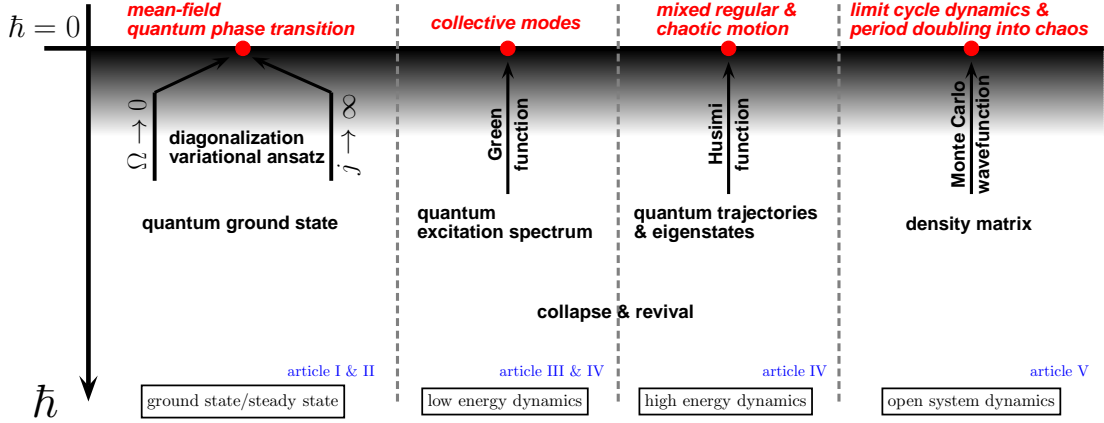 mean-field
quantum phase transition
collective modes
mixed regular &
chaotic motion
limit cycle dynamics &
period doubling into chaos
ℏ = 0
Ω → 0
diagonalization
variational ansatz
j → ∞
Green
function
Husimi
function
Monte Carlo
wavefunction
quantum ground state
quantum
excitation spectrum
quantum trajectories
& eigenstates
density matrix
collapse & revival
article I & II
article III & IV
article IV
article V
ℏ
ground state/steady state
low energy dynamics
high energy dynamics
open system dynamics